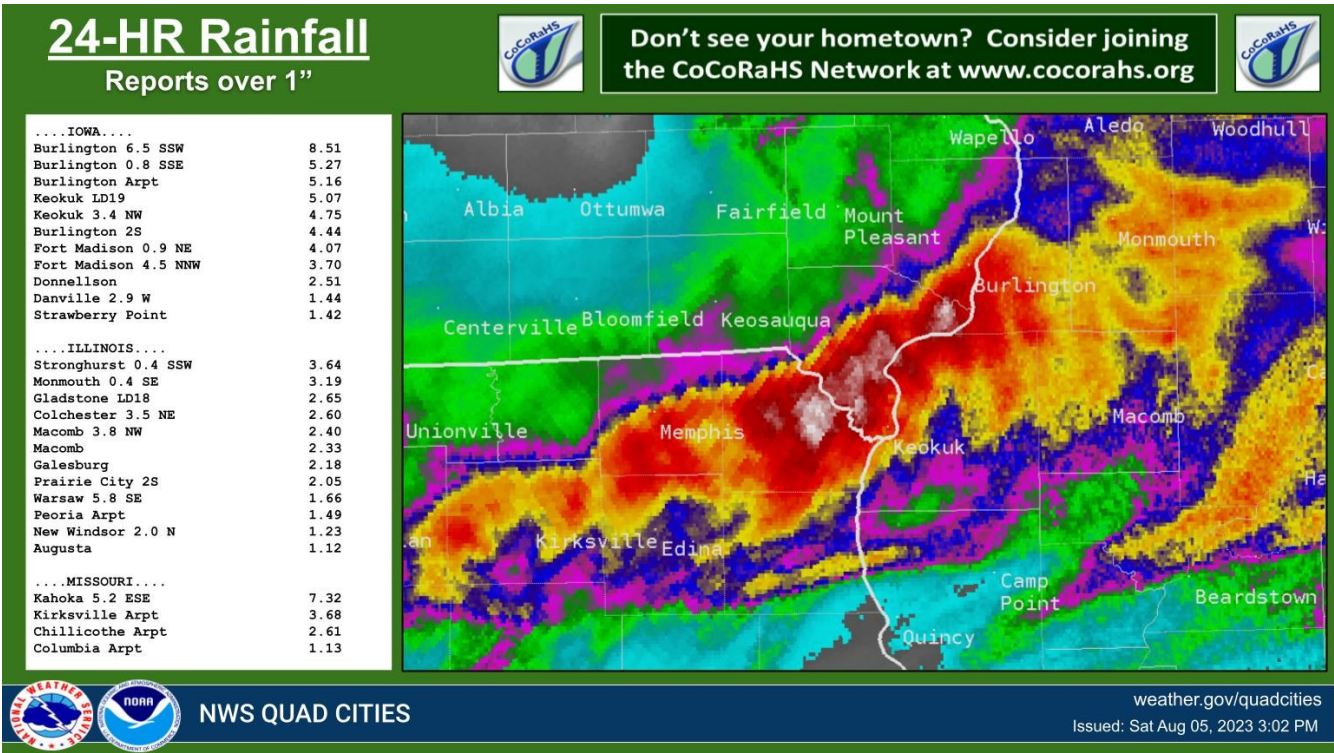 24-HR Rainfall
Reports over 1”
CoCoRaHS
Don’t see your hometown? Consider joining
the CoCoRaHS Network at www.cocorahs.org
CoCoRaHS
....IOWA....
Burlington 6.5 SSW 8.51
Burlington 0.8 SSE 5.27
Burlington Arpt 5.16
Keokuk LD19 5.07
Keokuk 3.4 NW 4.75
Burlington 2S 4.44
Fort Madison 0.9 NE 4.07
Fort Madison 4.5 NNW 3.70
Donnellson 2.51
Danville 2.9 W 1.44
Strawberry Point 1.42
....ILLINOIS....
Stronghurst 0.4 SSW 3.64
Monmouth 0.4 SE 3.19
Gladstone LD18 2.65
Colchester 3.5 NE 2.60
Macomb 3.8 NW 2.40
Macomb 2.33
Galesburg 2.18
Prairie City 2S 2.05
Warsaw 5.8 SE 1.66
Peoria Arpt 1.49
New Windsor 2.0 N 1.23
Augusta 1.12
....MISSOURI....
Kahoka 5.2 ESE 7.32
Kirksville Arpt 3.68
Chillicothe Arpt 2.61
Columbia Arpt 1.13
Wapello
Aledo
Woodhull
Albia
Ottumwa
Fairfield
Mount
Pleasant
Monmouth
Wi
Burlington
Centerville
Bloomfield
Keosauqua
Ca
Unionville
Memphis
Keokuk
Macomb
Ha
an
Kirksville
Edina
Camp
Point
Beardstown
Quincy
NATIONAL WEATHER SERVICE
NOAA
NWS QUAD CITIES
weather.gov/quadcities
Issued: Sat Aug 05, 2023 3:02 PM